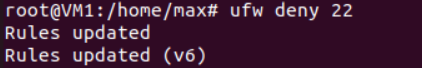 root@VM1:/home/max# ufw deny 22
Rules updated
Rules updated (v6)